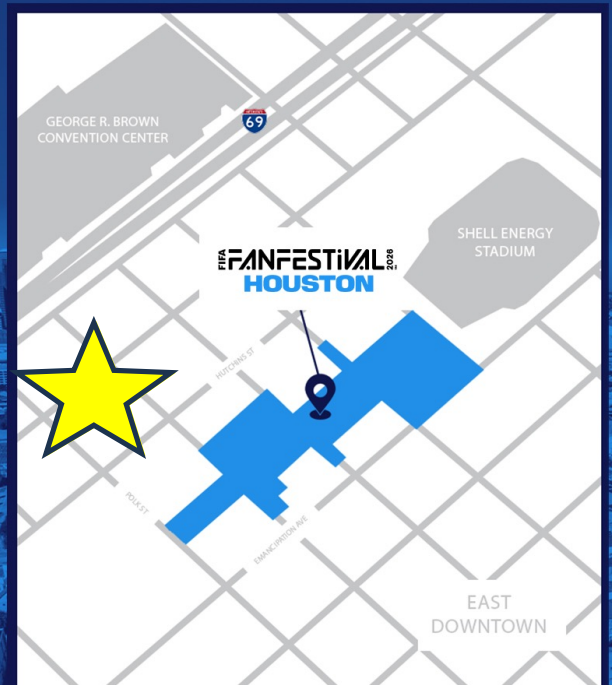 GEORGE R. BROWN
CONVENTION CENTER
INTERSTATE
69
SHELL ENERGY
STADIUM
FIFA FANFESTiVAL 2026
HOUSTON
HUTCHINS ST
POLK ST
EMANCIPATION AVE
EAST
DOWNTOWN